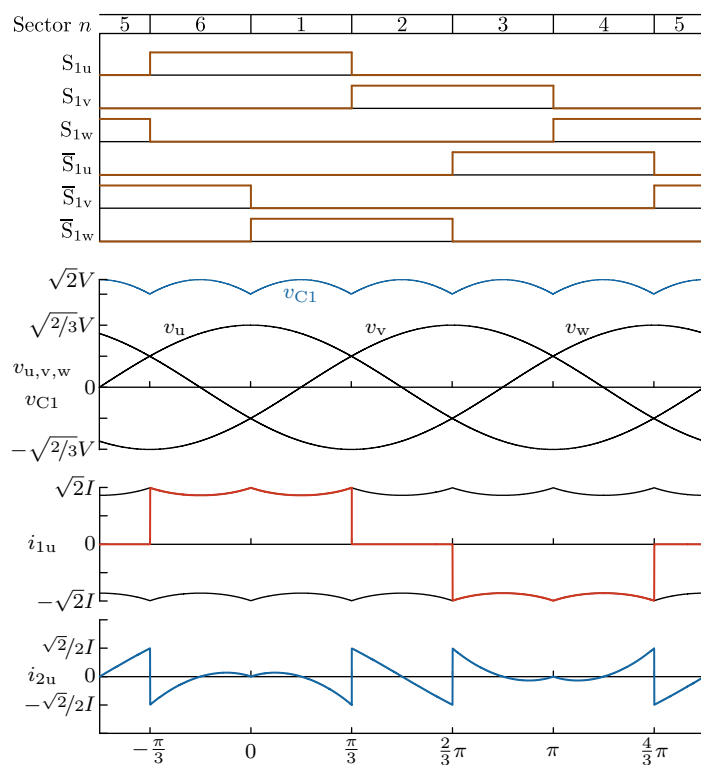 Sector n 5 6 1 2 3 4 5
S1u
S1v
S1w
S̅1u
S̅1v
S̅1w
√2V
vC1
√2/3V
vu vv vw
vu,v,w
0
vC1
−√2/3V
√2I
i1u 0
−√2I
√2/2I
i2u 0
−√2/2I
−π/3 0 π/3 2/3π π 4/3π